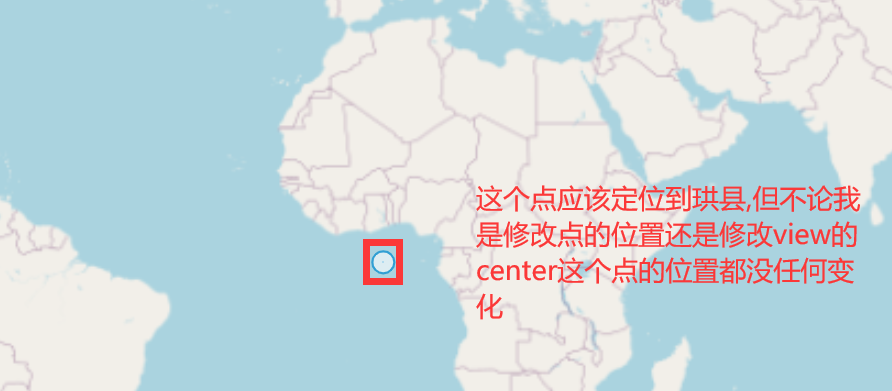 这个点应该定位到珙县,但不论我
是修改点的位置还是修改view的
center这个点的位置都没任何变
化